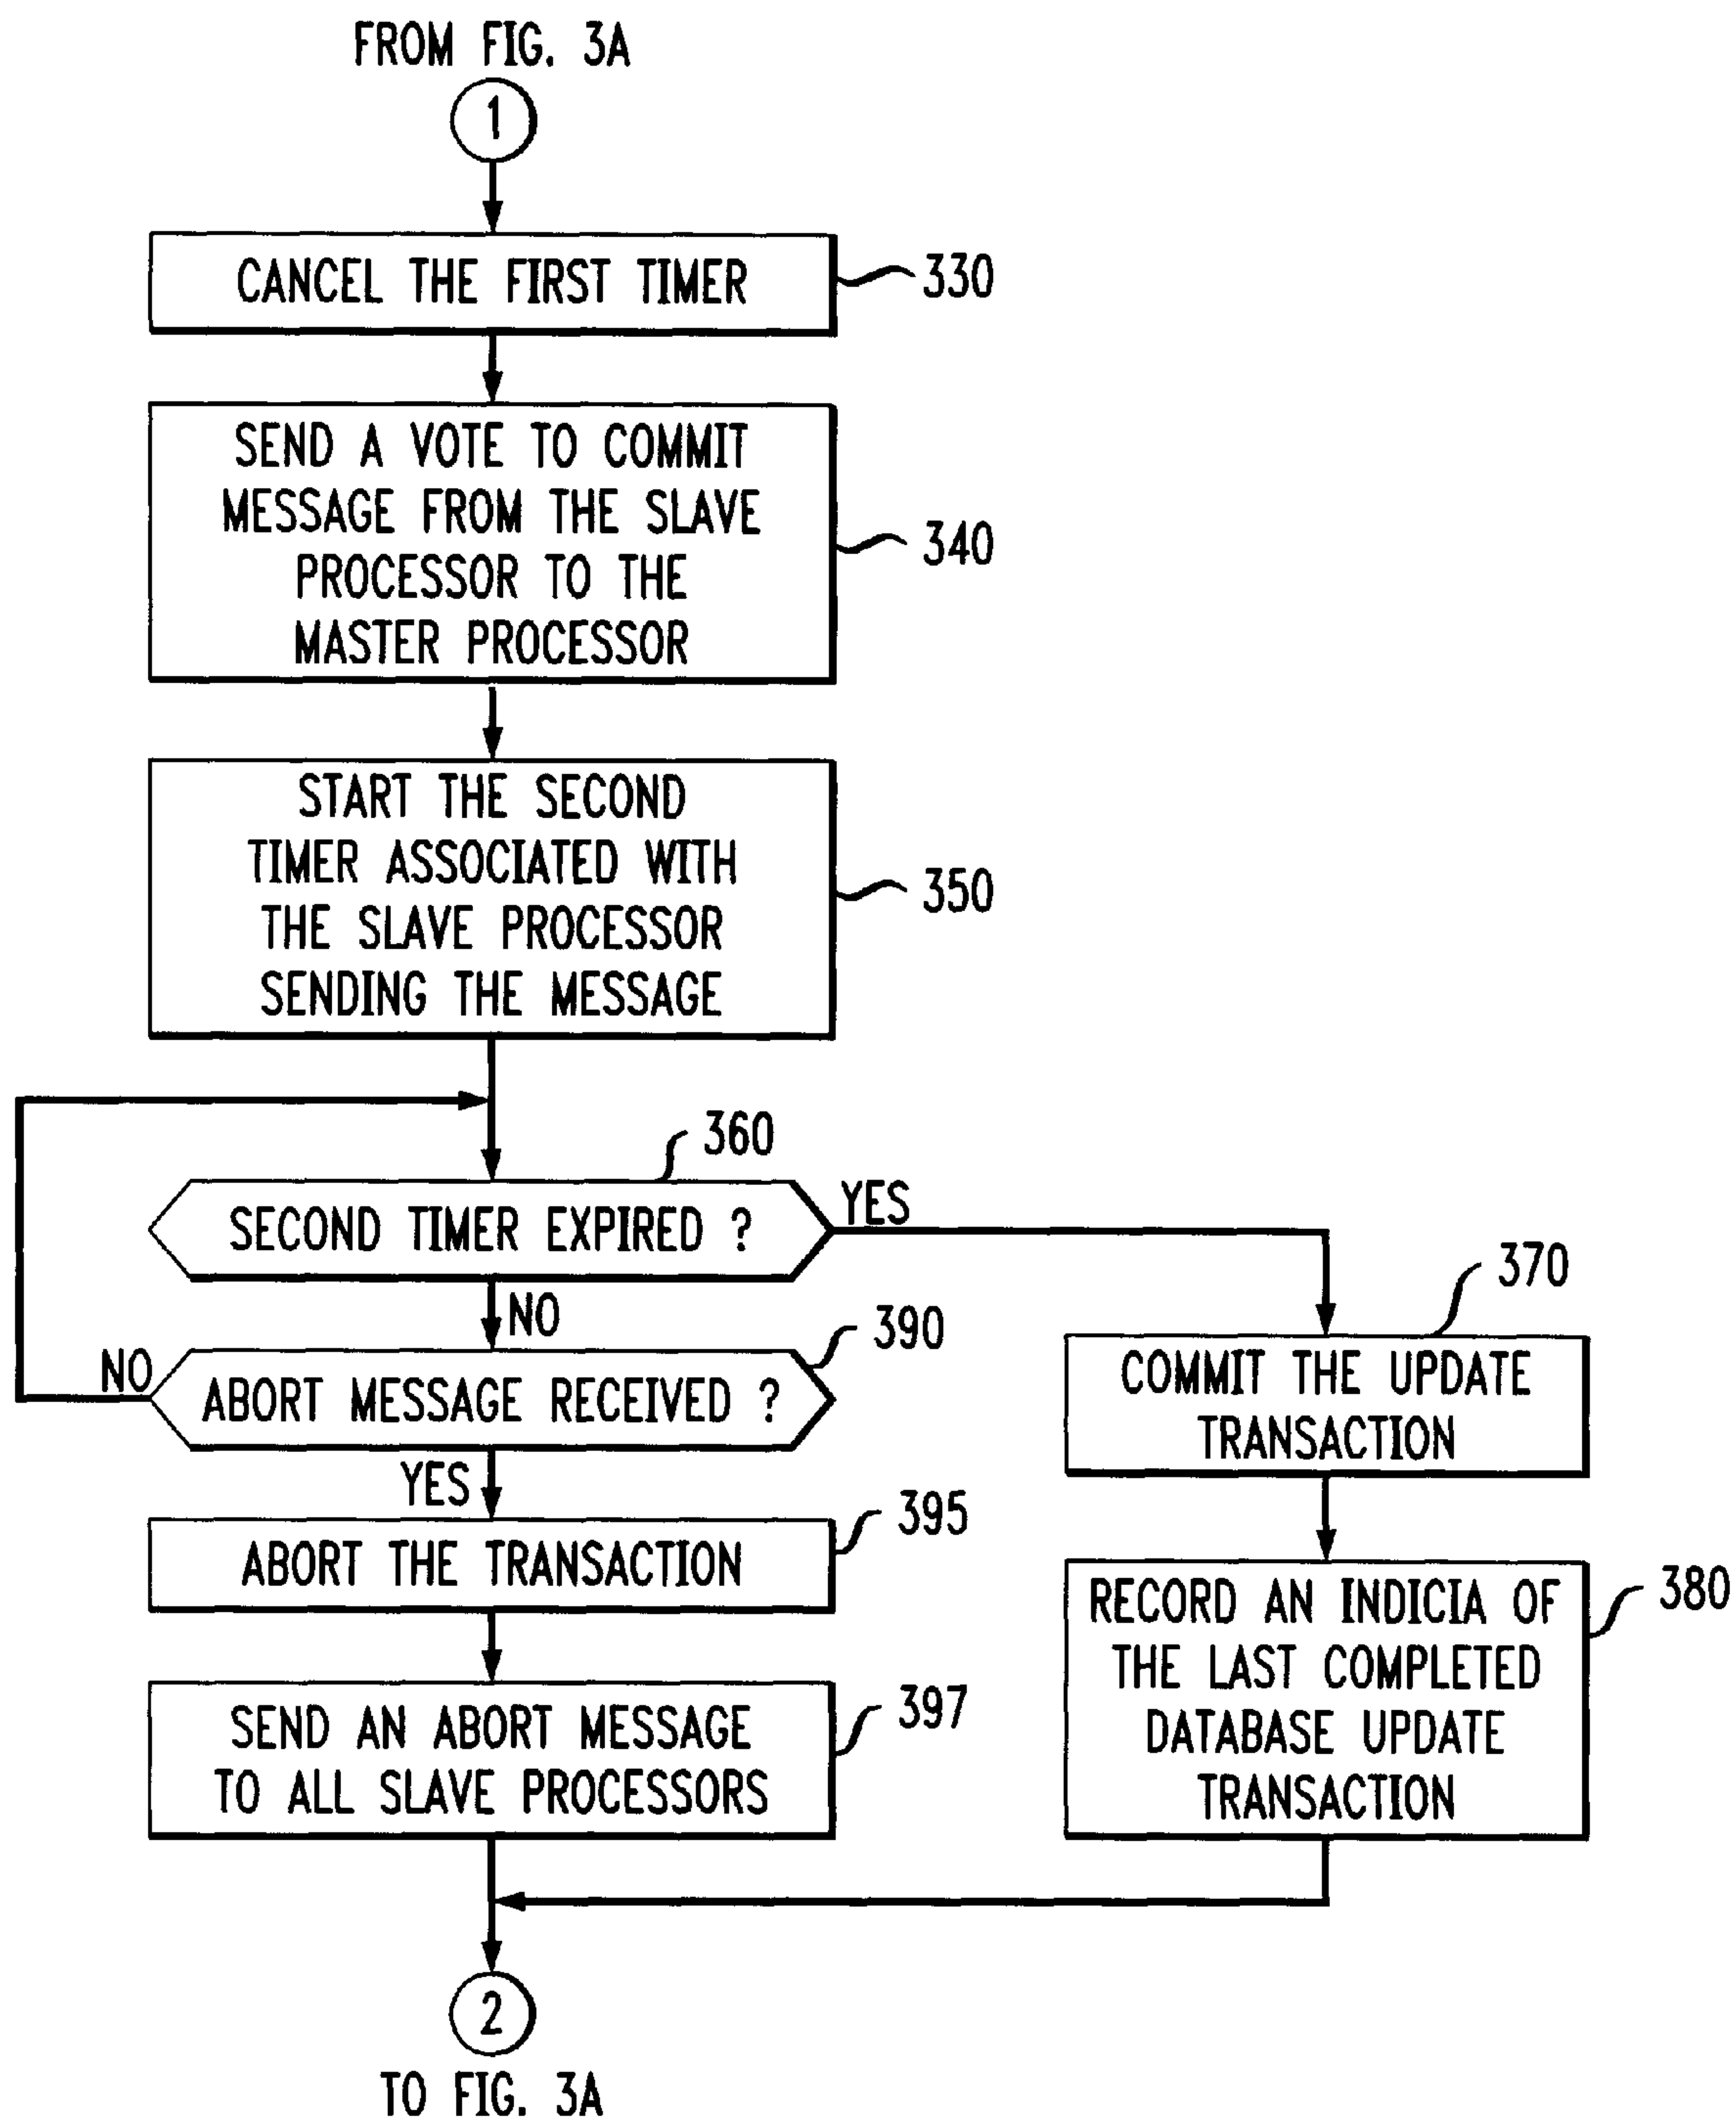 FROM FIG. 3A
1
CANCEL THE FIRST TIMER
330
SEND A VOTE TO COMMIT
MESSAGE FROM THE SLAVE
PROCESSOR TO THE
MASTER PROCESSOR
340
START THE SECOND
TIMER ASSOCIATED WITH
THE SLAVE PROCESSOR
SENDING THE MESSAGE
350
360
SECOND TIMER EXPIRED ?
YES
NO
370
COMMIT THE UPDATE
TRANSACTION
390
ABORT MESSAGE RECEIVED ?
NO
YES
395
ABORT THE TRANSACTION
380
RECORD AN INDICIA OF
THE LAST COMPLETED
DATABASE UPDATE
TRANSACTION
397
SEND AN ABORT MESSAGE
TO ALL SLAVE PROCESSORS
2
TO FIG. 3A